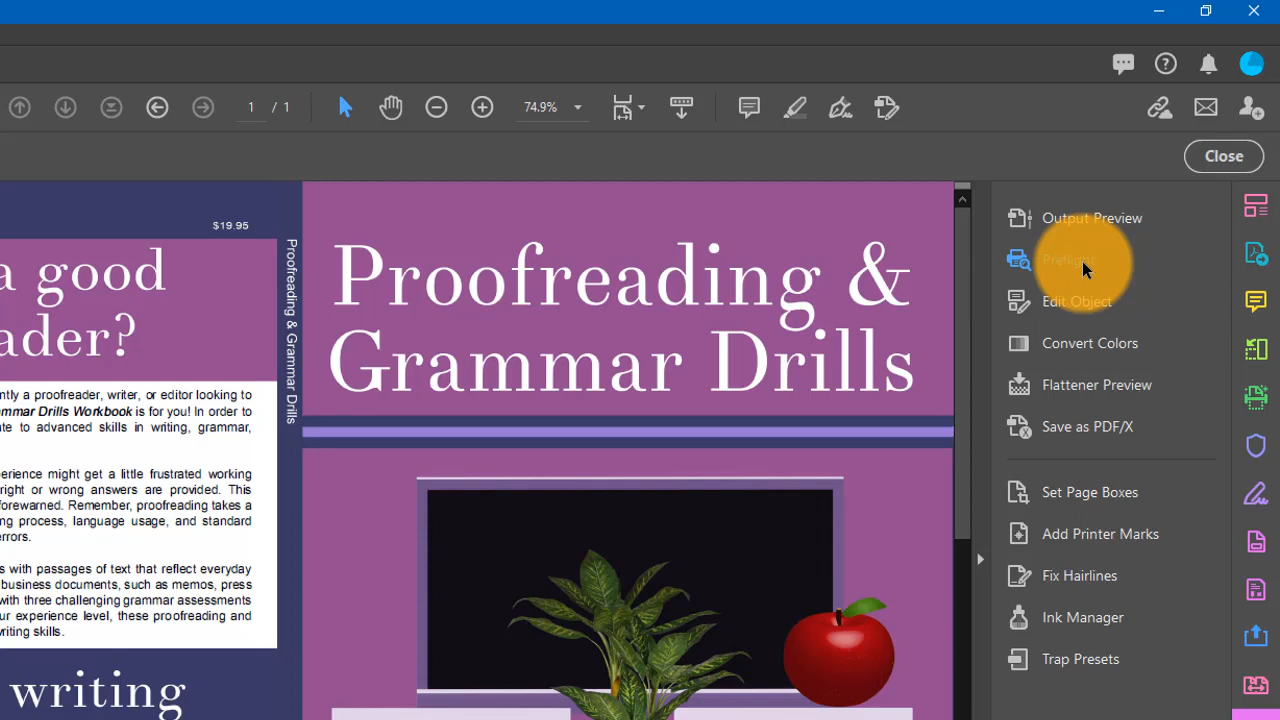 1 / 1
74.9%
Close
$19.95
a good
ader?
ntly a proofreader, writer, or editor looking to
mmar Drills Workbook is for you! In order to
te to advanced skills in writing, grammar,
erience might get a little frustrated working
right or wrong answers are provided. This
forewarned. Remember, proofreading takes a
ng process, language usage, and standard
errors.
s with passages of text that reflect everyday
business documents, such as memos, press
with three challenging grammar assessments
ur experience level, these proofreading and
riting skills.
writing
Proofreading & Grammar Drills
Proofreading &
Grammar Drills
Output Preview
Preflight
Edit Object
Convert Colors
Flattener Preview
Save as PDF/X
Set Page Boxes
Add Printer Marks
Fix Hairlines
Ink Manager
Trap Presets